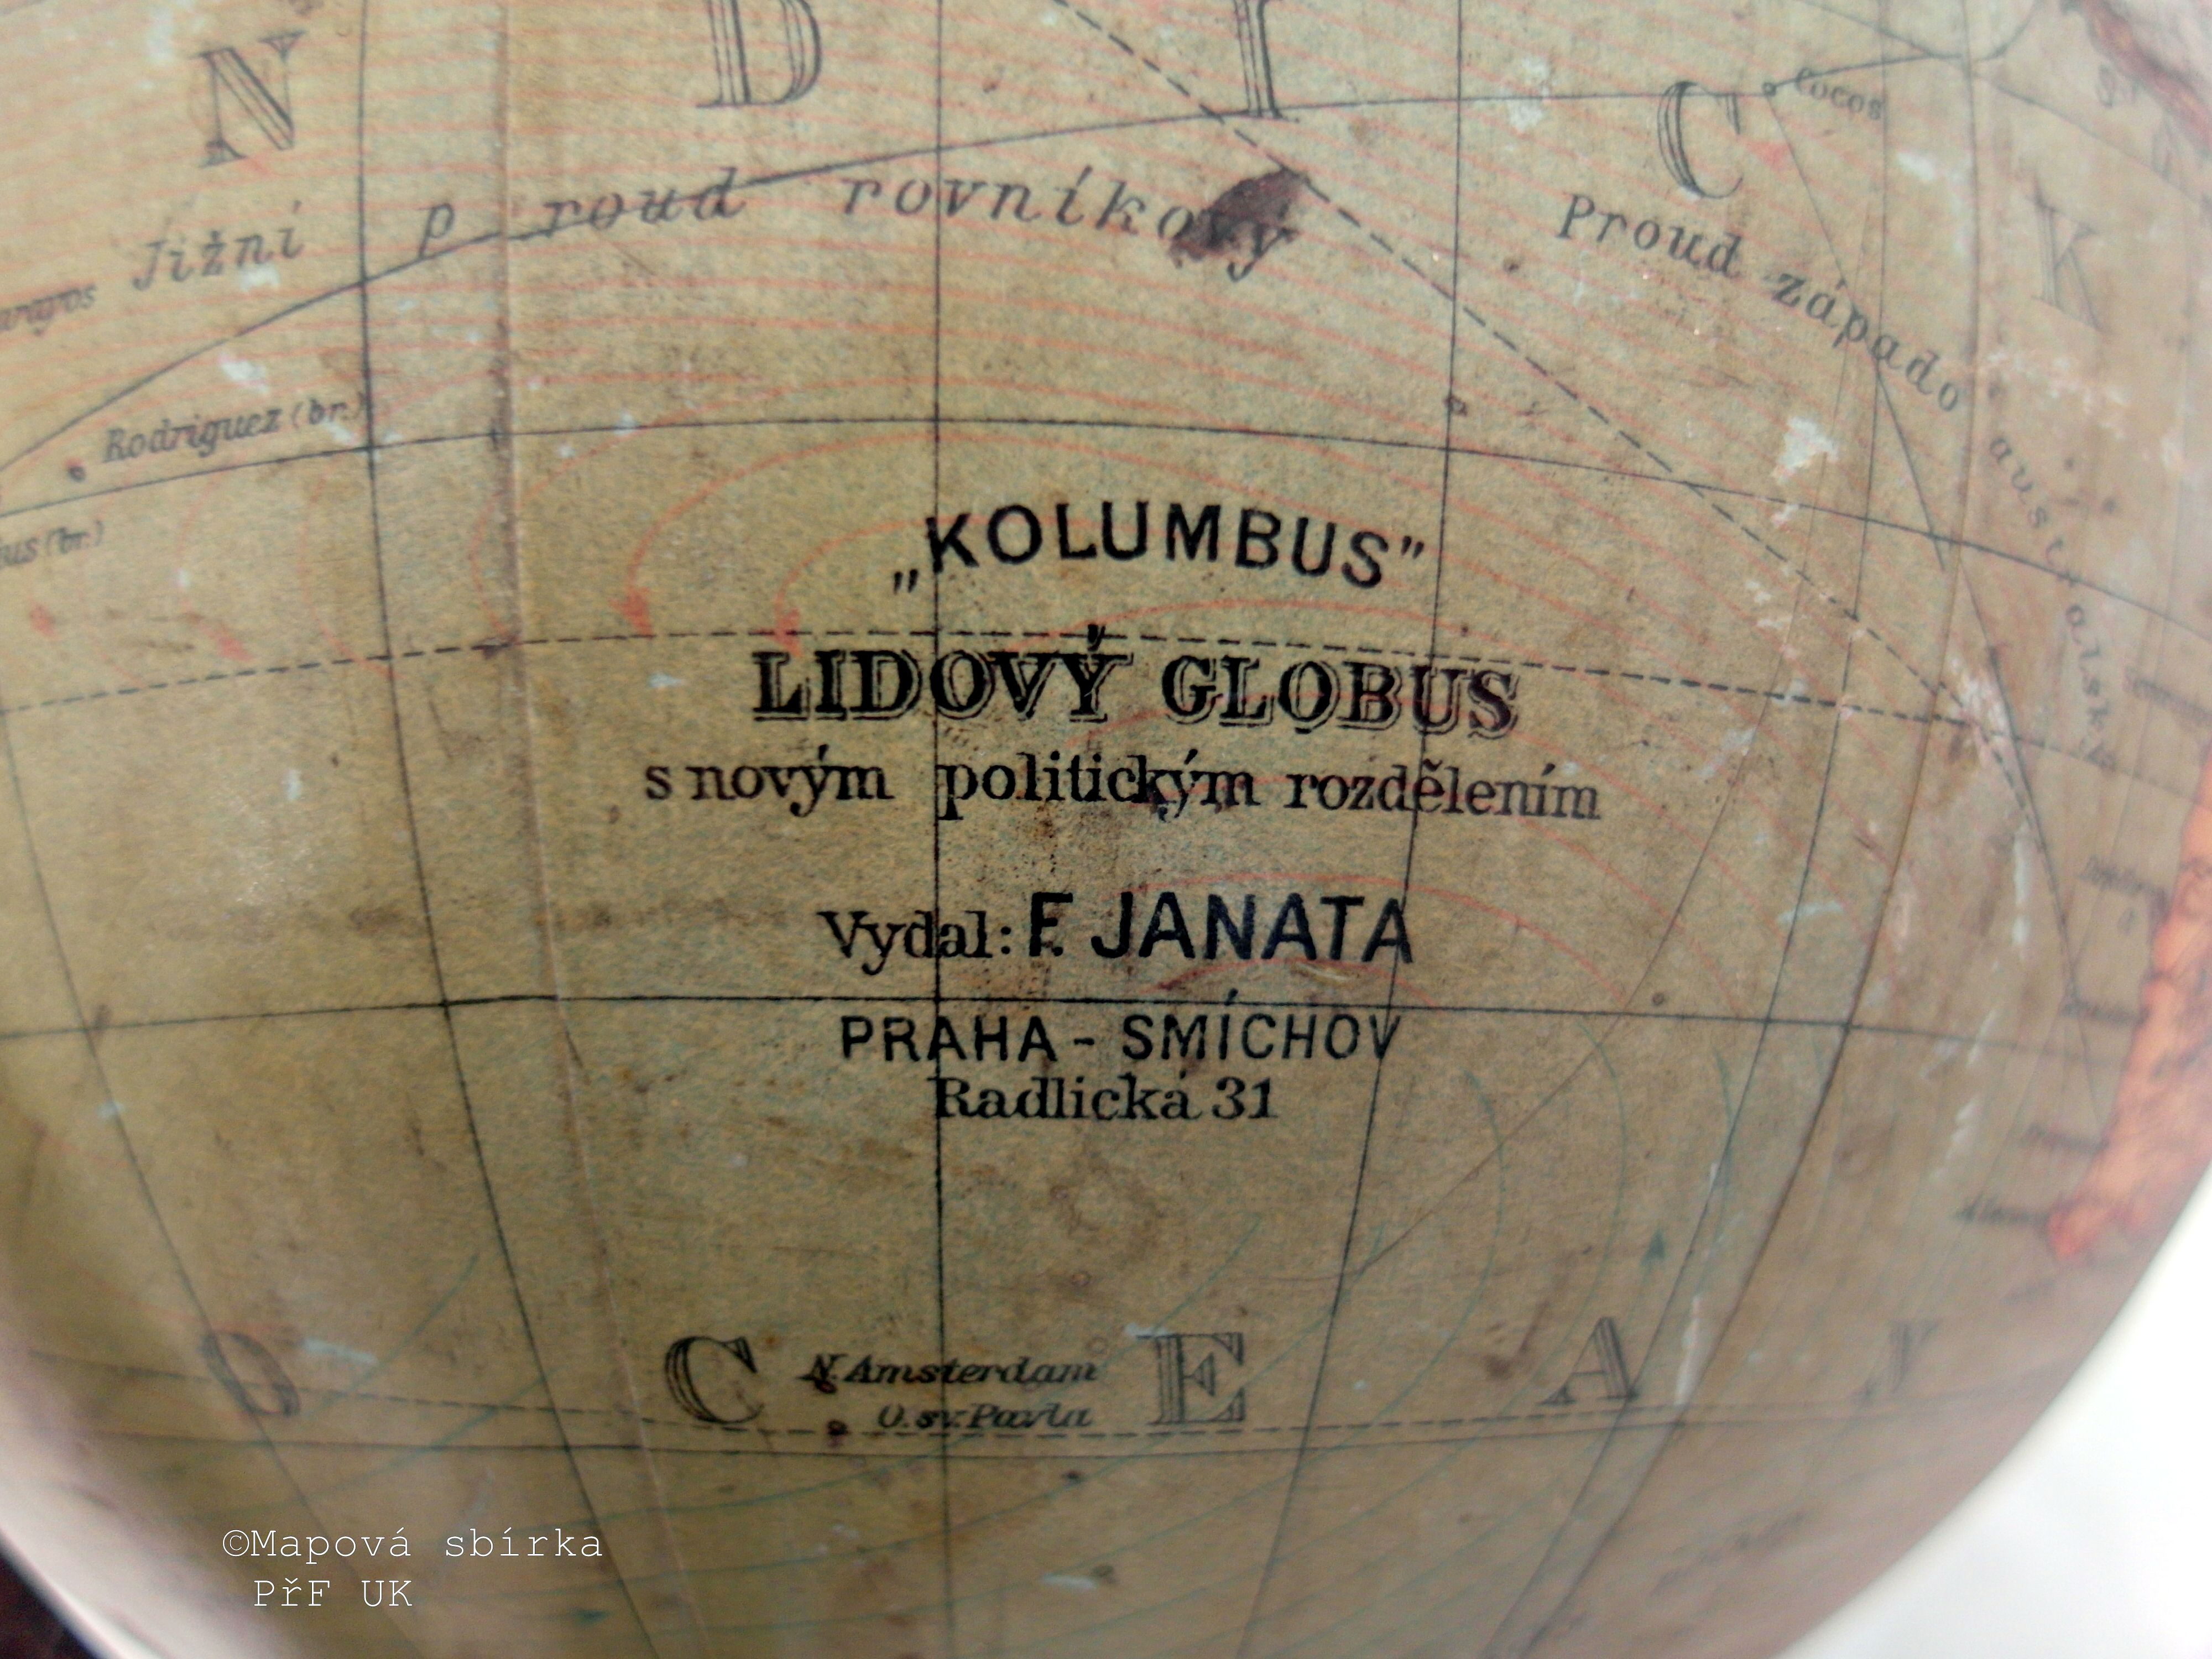 N D I C K
Cocos
Jižní proud rovníkový
Proud západo australský
Rodriguez (br.)
(br.)
„KOLUMBUS”
LIDOVÝ GLOBUS
s novým politickým rozdělením
Vydal: F. JANATA
PRAHA - SMÍCHOV
Radlická 31
O C E A N
N. Amsterdam
O. sv. Pavla
©Mapová sbírka
PřF UK